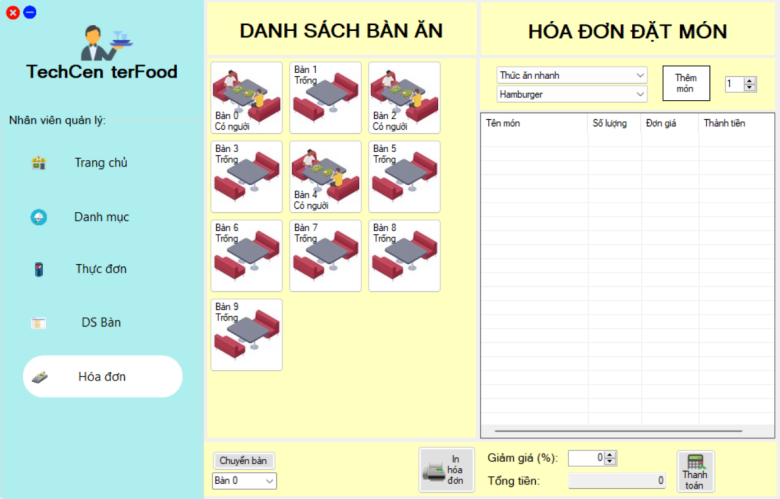 TechCen terFood
Nhân viên quản lý:
Trang chủ
Danh mục
Thực đơn
DS Bàn
Hóa đơn
DANH SÁCH BÀN ĂN
Bàn 0
Có người
Bàn 1
Trống
Bàn 2
Có người
Bàn 3
Trống
Bàn 4
Có người
Bàn 5
Trống
Bàn 6
Trống
Bàn 7
Trống
Bàn 8
Trống
Bàn 9
Trống
Chuyển bàn
Bàn 0
In
hóa
đơn
HÓA ĐƠN ĐẶT MÓN
Thức ăn nhanh
Hamburger
Thêm
món
1
Tên món Số lượng Đơn giá Thành tiền
Giảm giá (%): 0
Tổng tiền: 0
Thanh
toán